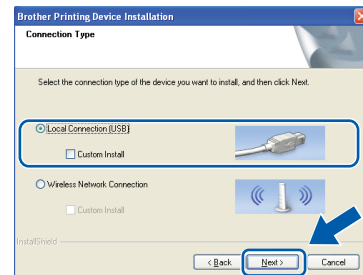 Brother Printing Device Installation
Connection Type
Select the connection type of the device you want to install, and then click Next.
Local Connection (USB)
Custom Install
Wireless Network Connection
Custom Install
InstallShield
< Back
Next >
Cancel